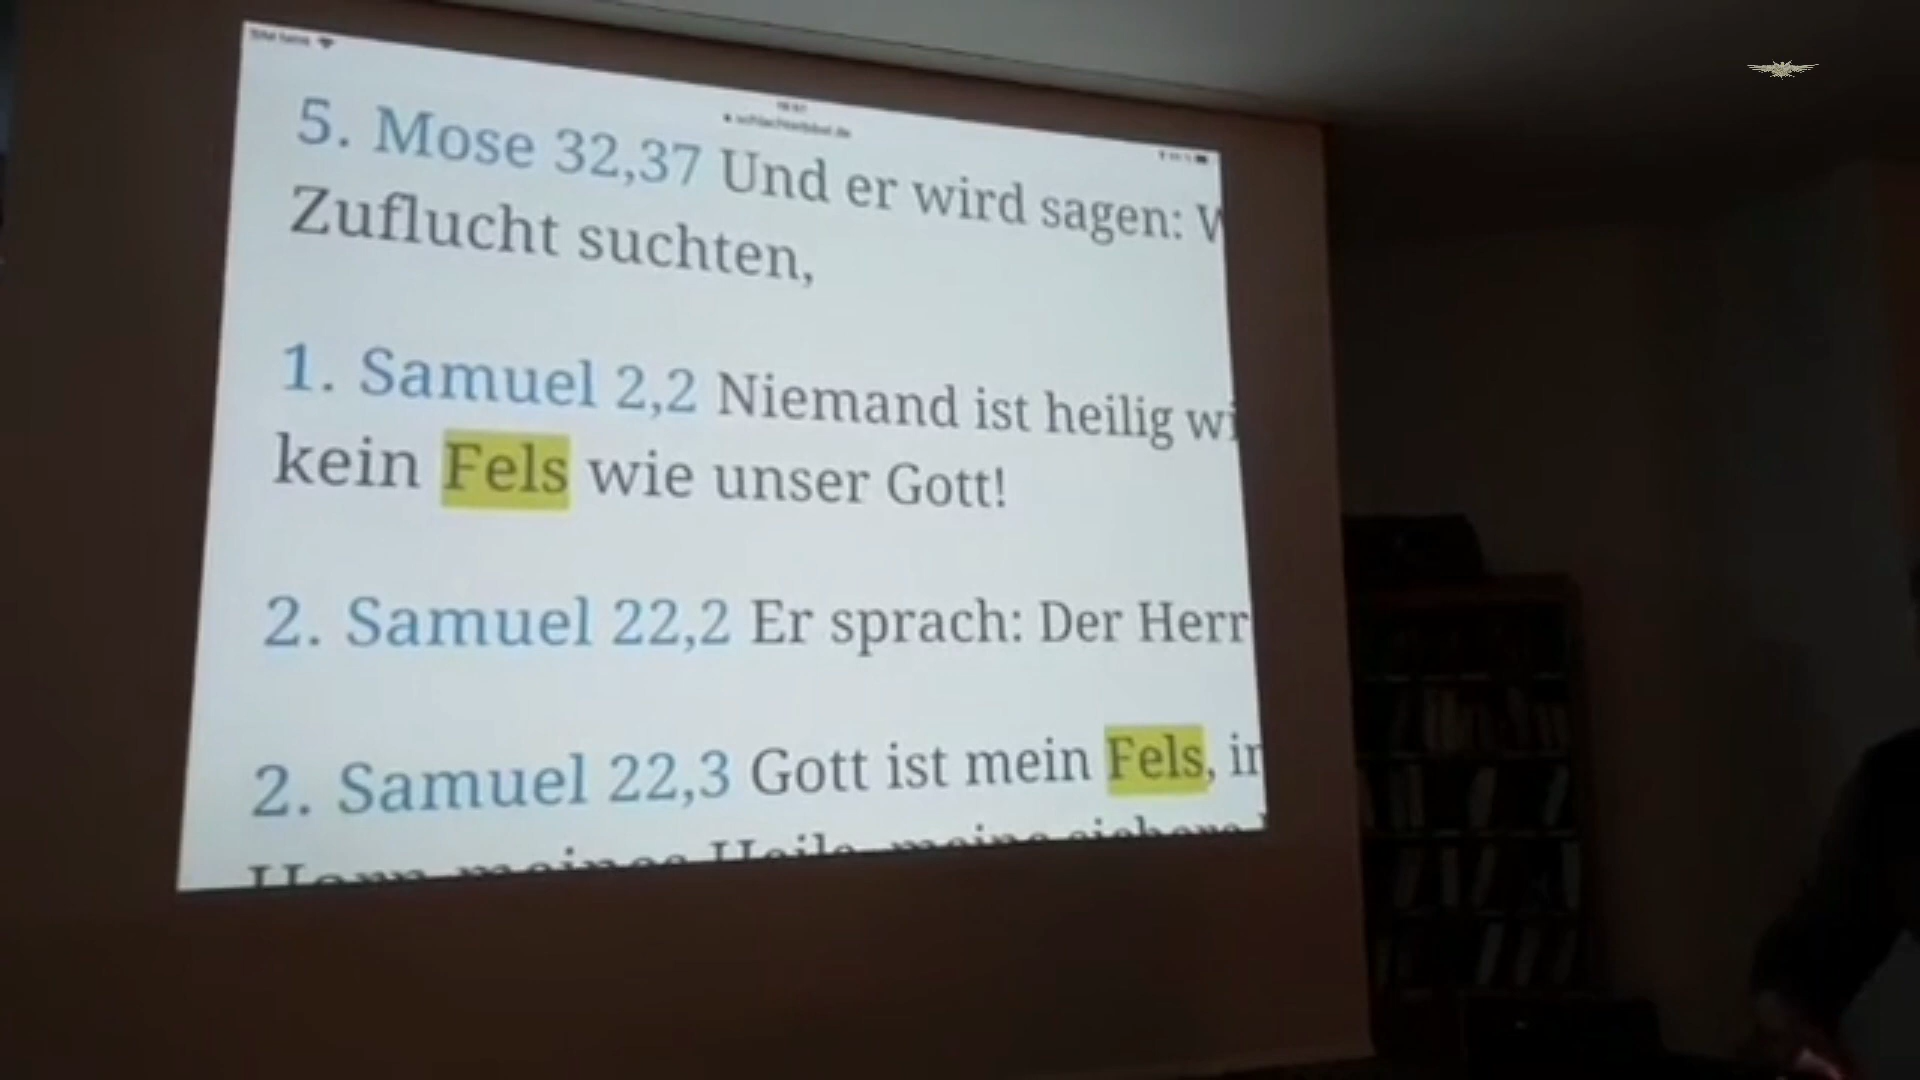 5. Mose 32,37 Und er wird sagen:
Zuflucht suchten,
1. Samuel 2,2 Niemand ist heilig
kein Fels wie unser Gott!
2. Samuel 22,2 Er sprach: Der Herr
2. Samuel 22,3 Gott ist mein Fels,